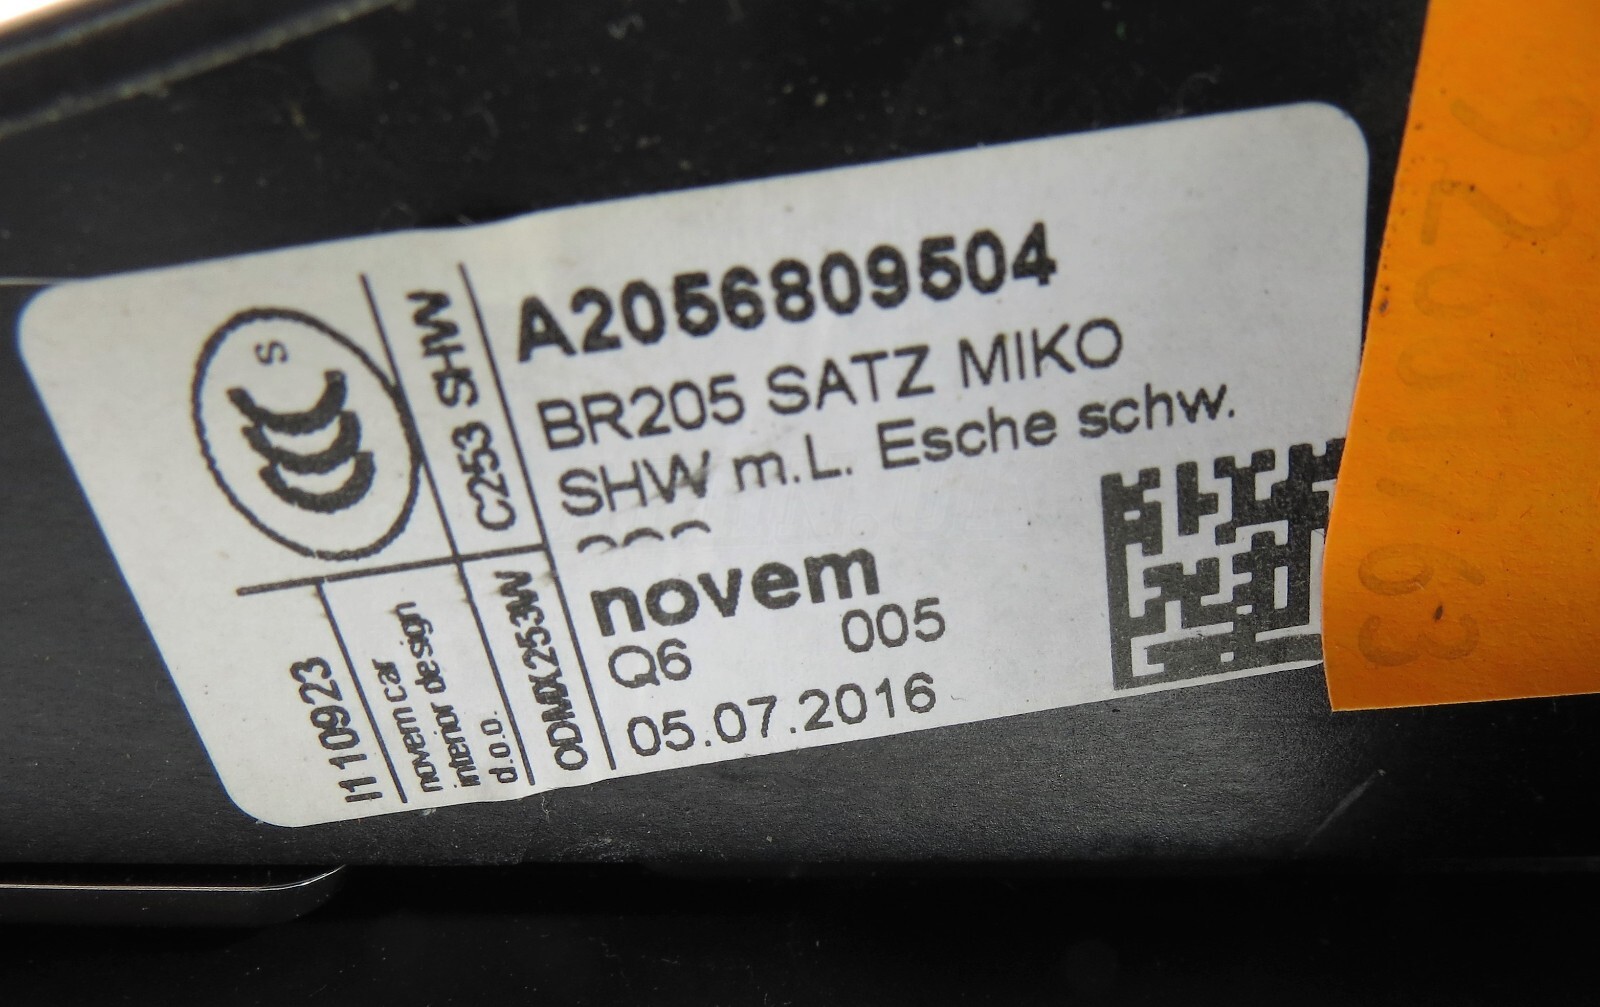 A2056809504
BR205 SATZ MIKO
SHW m.L. Esche schw.
novem
Q6 005
05.07.2016
S
C253 SHW
I110923
novem car
interior design
d.o.o.